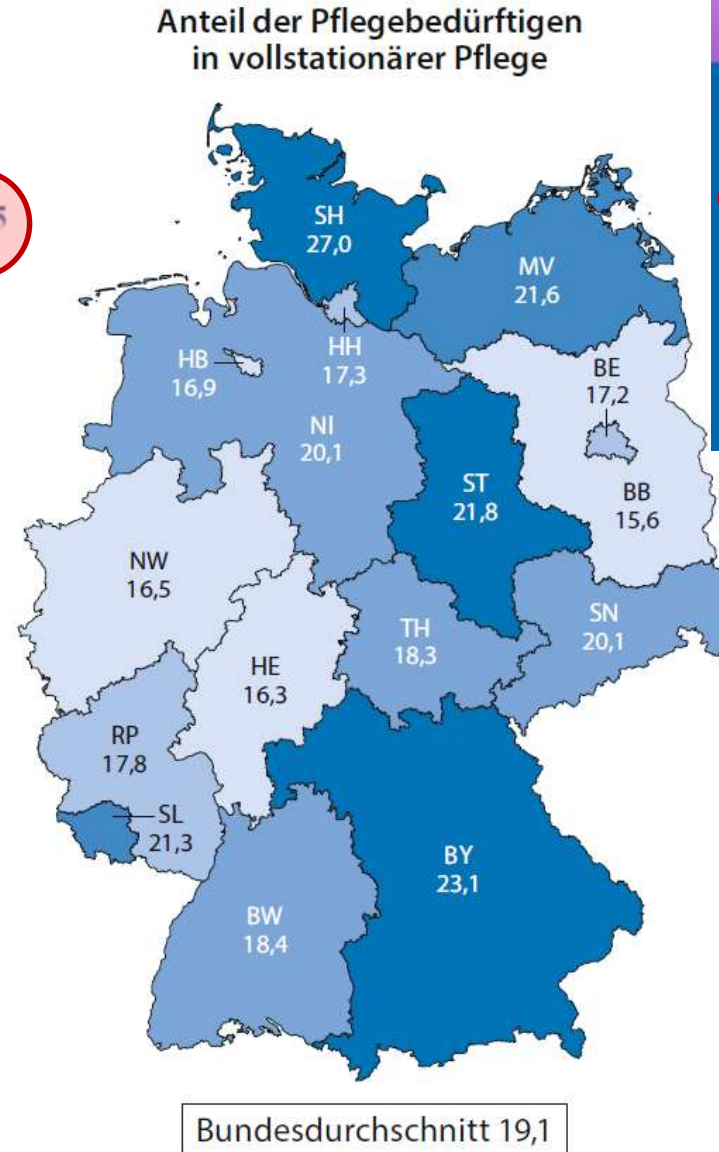 Anteil der Pflegebedürftigen
in vollstationärer Pflege
5
SH
27,0
MV
21,6
HB
16,9
HH
17,3
BE
17,2
NI
20,1
ST
21,8
BB
15,6
NW
16,5
TH
18,3
SN
20,1
HE
16,3
RP
17,8
SL
21,3
BY
23,1
BW
18,4
Bundesdurchschnitt 19,1